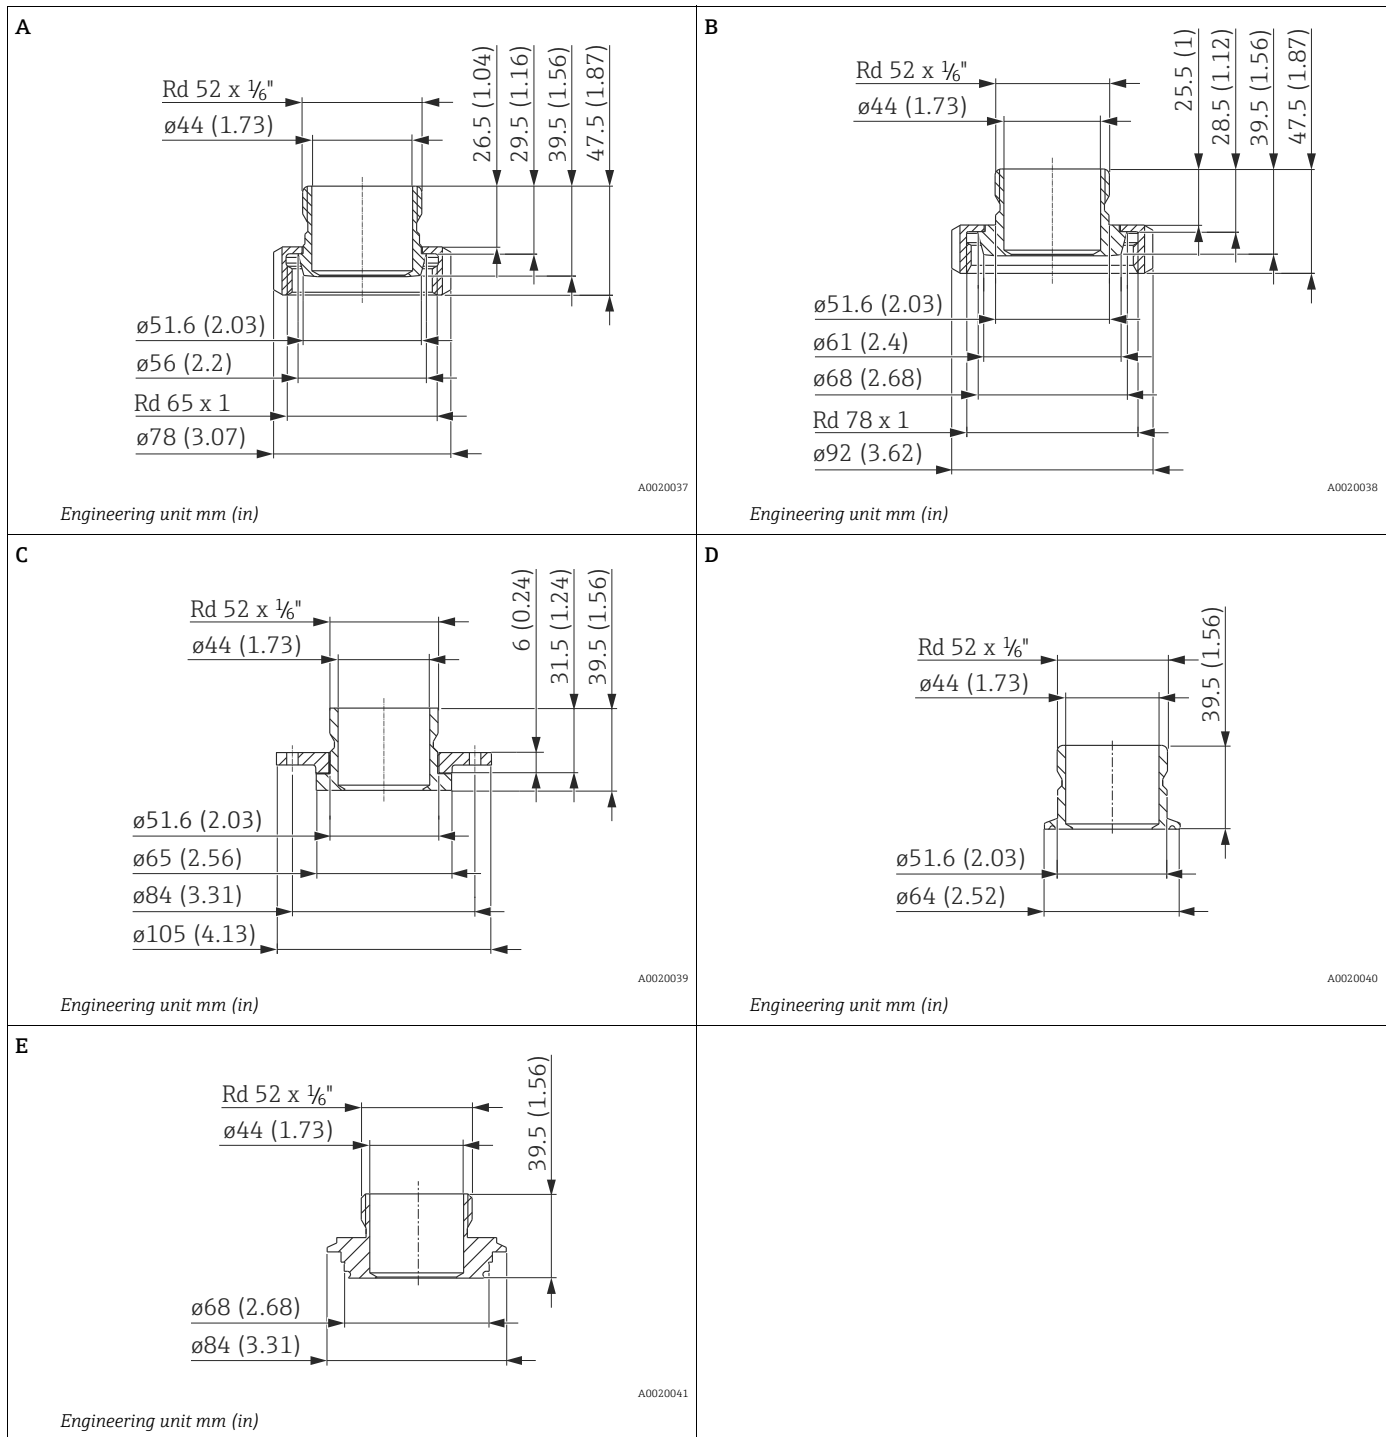 A
Rd 52 x ⅙"
ø44 (1.73)
26.5 (1.04)
29.5 (1.16)
39.5 (1.56)
47.5 (1.87)
ø51.6 (2.03)
ø56 (2.2)
Rd 65 x 1
ø78 (3.07)
A0020037
Engineering unit mm (in)
B
Rd 52 x ⅙"
ø44 (1.73)
25.5 (1)
28.5 (1.12)
39.5 (1.56)
47.5 (1.87)
ø51.6 (2.03)
ø61 (2.4)
ø68 (2.68)
Rd 78 x 1
ø92 (3.62)
A0020038
Engineering unit mm (in)
C
Rd 52 x ⅙"
ø44 (1.73)
6 (0.24)
31.5 (1.24)
39.5 (1.56)
ø51.6 (2.03)
ø65 (2.56)
ø84 (3.31)
ø105 (4.13)
A0020039
Engineering unit mm (in)
D
Rd 52 x ⅙"
ø44 (1.73)
39.5 (1.56)
ø51.6 (2.03)
ø64 (2.52)
A0020040
Engineering unit mm (in)
E
Rd 52 x ⅙"
ø44 (1.73)
39.5 (1.56)
ø68 (2.68)
ø84 (3.31)
A0020041
Engineering unit mm (in)